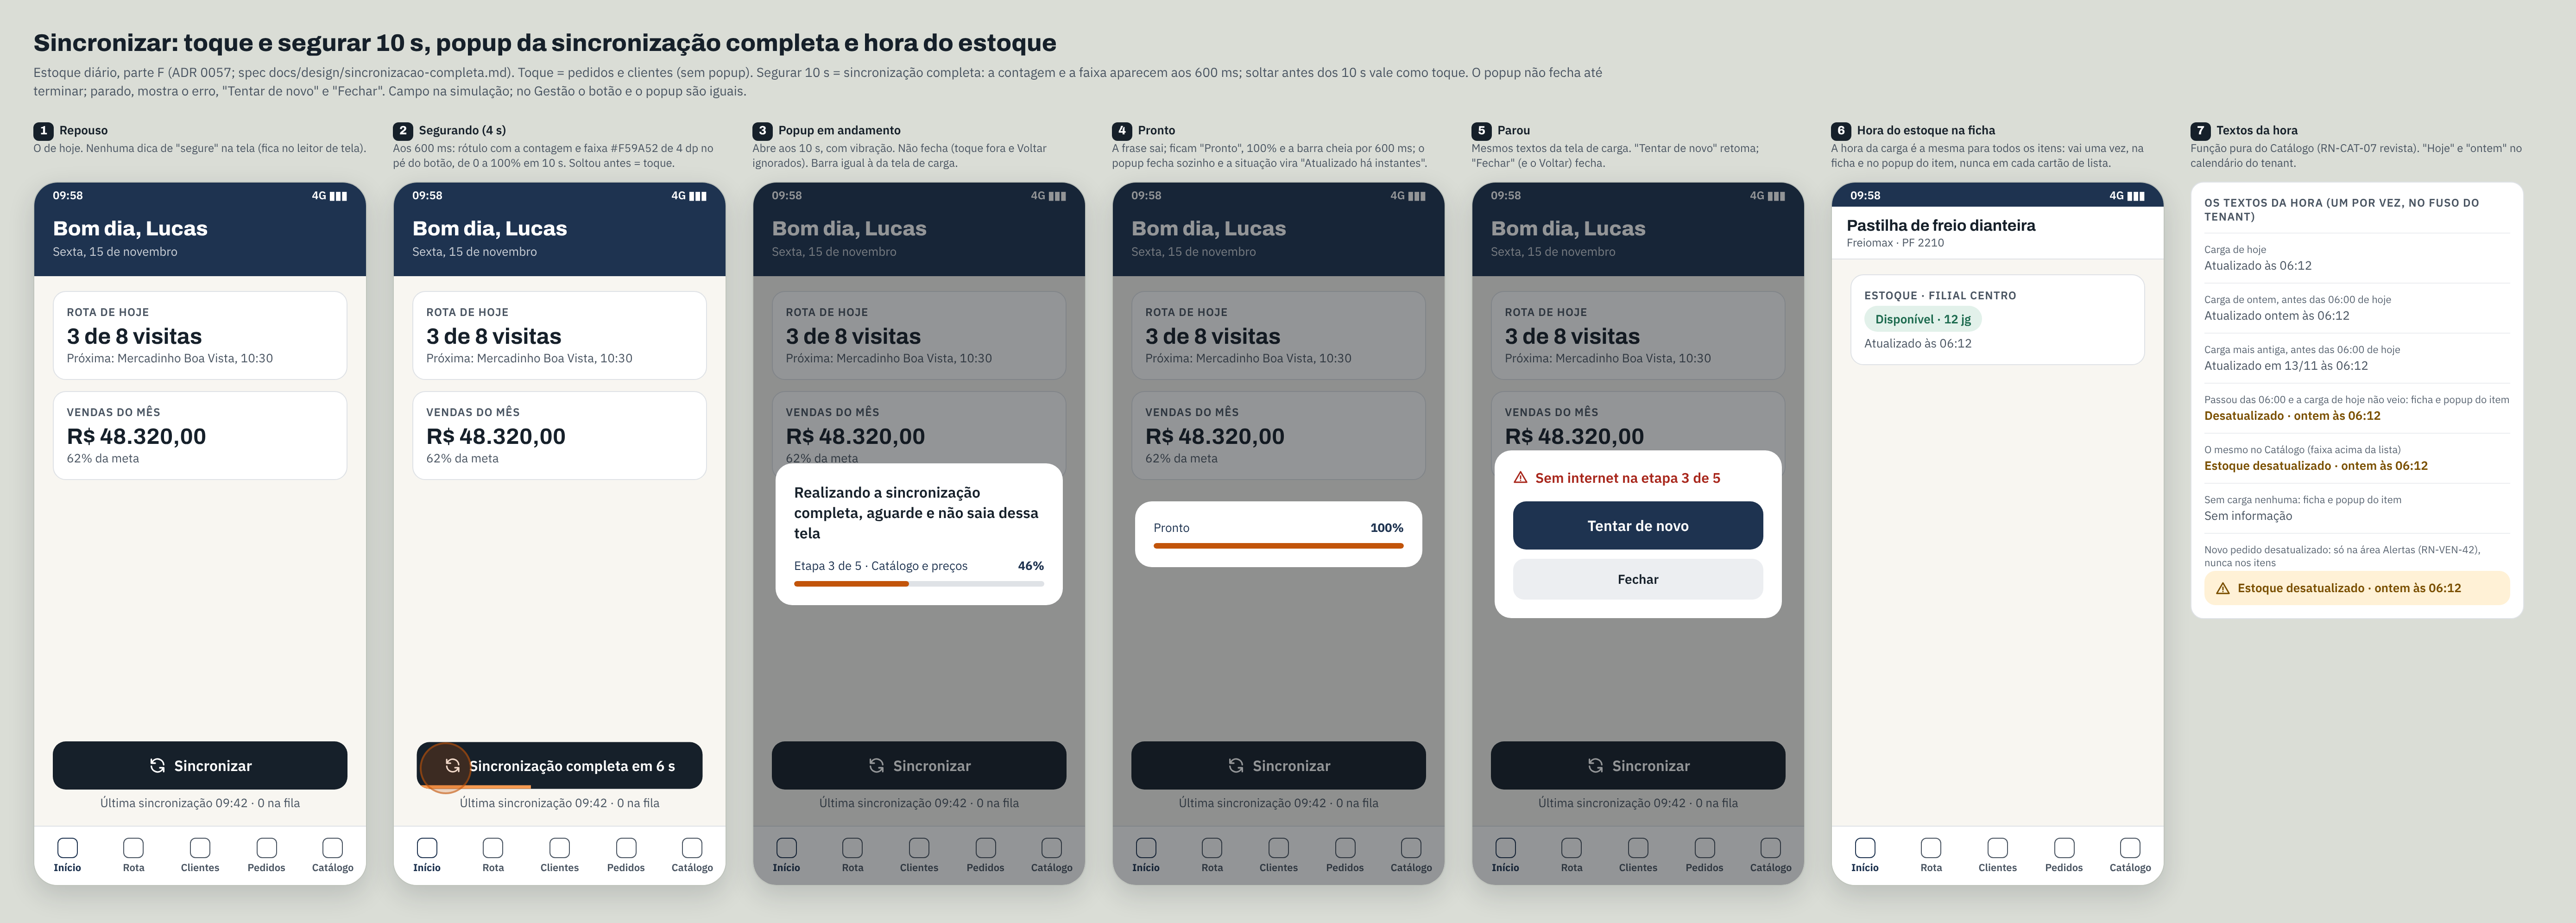 Sincronizar: toque e segurar 10 s, popup da sincronização completa e hora do estoque
Estoque diário, parte F (ADR 0057; spec docs/design/sincronizacao-completa.md). Toque = pedidos e clientes (sem popup). Segurar 10 s = sincronização completa: a contagem e a faixa aparecem aos 600 ms; soltar antes dos 10 s vale como toque. O popup não fecha até
terminar; parado, mostra o erro, "Tentar de novo" e "Fechar". Campo na simulação; no Gestão o botão e o popup são iguais.
1 Repouso
O de hoje. Nenhuma dica de "segure" na tela (fica no leitor de tela).
09:58 4G
Bom dia, Lucas
Sexta, 15 de novembro
ROTA DE HOJE
3 de 8 visitas
Próxima: Mercadinho Boa Vista, 10:30
VENDAS DO MÊS
R$ 48.320,00
62% da meta
Sincronizar
Última sincronização 09:42 · 0 na fila
Início Rota Clientes Pedidos Catálogo
2 Segurando (4 s)
Aos 600 ms: rótulo com a contagem e faixa #F59A52 de 4 dp no
pé do botão, de 0 a 100% em 10 s. Soltou antes = toque.
09:58 4G
Bom dia, Lucas
Sexta, 15 de novembro
ROTA DE HOJE
3 de 8 visitas
Próxima: Mercadinho Boa Vista, 10:30
VENDAS DO MÊS
R$ 48.320,00
62% da meta
Sincronização completa em 6 s
Última sincronização 09:42 · 0 na fila
Início Rota Clientes Pedidos Catálogo
3 Popup em andamento
Abre aos 10 s, com vibração. Não fecha (toque fora e Voltar
ignorados). Barra igual à da tela de carga.
09:58 4G
Bom dia, Lucas
Sexta, 15 de novembro
ROTA DE HOJE
3 de 8 visitas
Próxima: Mercadinho Boa Vista, 10:30
VENDAS DO MÊS
R$ 48.320,00
62% da meta
Realizando a sincronização
completa, aguarde e não saia dessa
tela
Etapa 3 de 5 · Catálogo e preços 46%
Sincronizar
Última sincronização 09:42 · 0 na fila
Início Rota Clientes Pedidos Catálogo
4 Pronto
A frase sai; ficam "Pronto", 100% e a barra cheia por 600 ms; o
popup fecha sozinho e a situação vira "Atualizado há instantes".
09:58 4G
Bom dia, Lucas
Sexta, 15 de novembro
ROTA DE HOJE
3 de 8 visitas
Próxima: Mercadinho Boa Vista, 10:30
VENDAS DO MÊS
R$ 48.320,00
62% da meta
Pronto 100%
Sincronizar
Última sincronização 09:42 · 0 na fila
Início Rota Clientes Pedidos Catálogo
5 Parou
Mesmos textos da tela de carga. "Tentar de novo" retoma;
"Fechar" (e o Voltar) fecha.
09:58 4G
Bom dia, Lucas
Sexta, 15 de novembro
ROTA DE HOJE
3 de 8 visitas
Próxima: Mercadinho Boa Vista, 10:30
VENDAS DO MÊS
R$ 48.320,00
Sem internet na etapa 3 de 5
Tentar de novo
Fechar
Sincronizar
Última sincronização 09:42 · 0 na fila
Início Rota Clientes Pedidos Catálogo
6 Hora do estoque na ficha
A hora da carga é a mesma para todos os itens: vai uma vez, na
ficha e no popup do item, nunca em cada cartão de lista.
09:58 4G
Pastilha de freio dianteira
Freiomax · PF 2210
ESTOQUE · FILIAL CENTRO
Disponível · 12 jg
Atualizado às 06:12
Início Rota Clientes Pedidos Catálogo
7 Textos da hora
Função pura do Catálogo (RN-CAT-07 revista). "Hoje" e "ontem" no
calendário do tenant.
OS TEXTOS DA HORA (UM POR VEZ, NO FUSO DO
TENANT)
Carga de hoje
Atualizado às 06:12
Carga de ontem, antes das 06:00 de hoje
Atualizado ontem às 06:12
Carga mais antiga, antes das 06:00 de hoje
Atualizado em 13/11 às 06:12
Passou das 06:00 e a carga de hoje não veio: ficha e popup do item
Desatualizado · ontem às 06:12
O mesmo no Catálogo (faixa acima da lista)
Estoque desatualizado · ontem às 06:12
Sem carga nenhuma: ficha e popup do item
Sem informação
Novo pedido desatualizado: só na área Alertas (RN-VEN-42),
nunca nos itens
Estoque desatualizado · ontem às 06:12